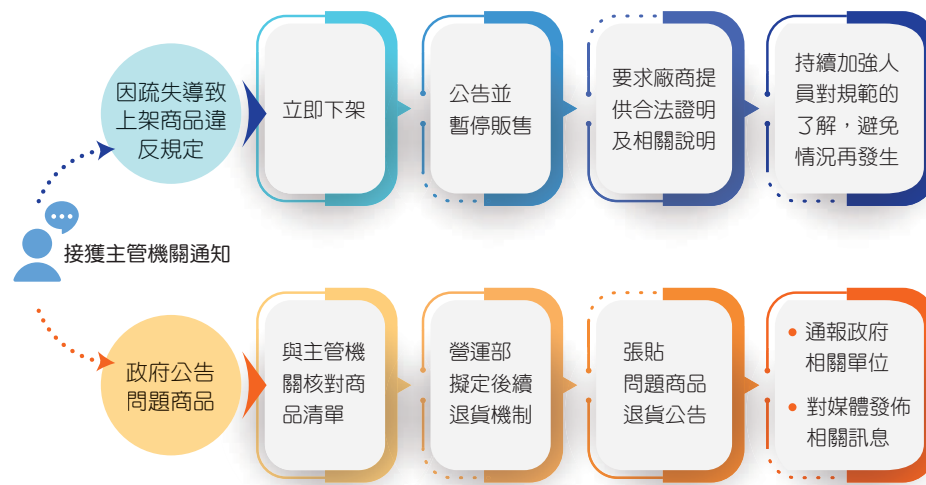 因疏失導致
上架商品違
反規定
立即下架
公告並
暫停販售
要求廠商提
供合法證明
及相關說明
持續加強人
員對規範的
了解，避免
情況再發生
接獲主管機關通知
政府公告
問題商品
與主管機
關核對商
品清單
營運部
擬定後續
退貨機制
張貼
問題商品
退貨公告
• 通報政府
相關單位
• 對媒體發佈
相關訊息